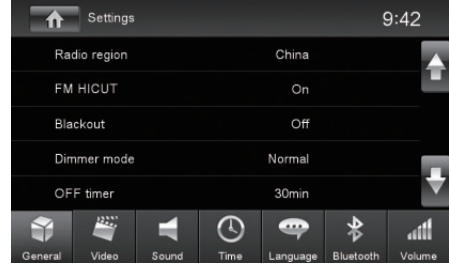 Settings 9:42
Radio region China
FM HICUT On
Blackout Off
Dimmer mode Normal
OFF timer 30min
General Video Sound Time Language Bluetooth Volume